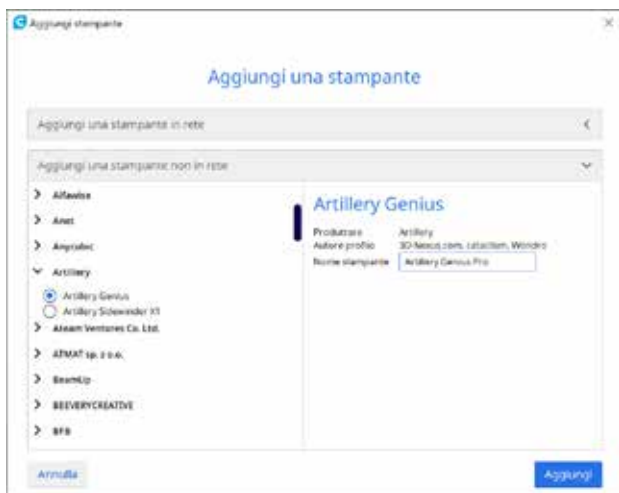 Aggiungi stampante
Aggiungi una stampante
Aggiungi una stampante in rete
Aggiungi una stampante non in rete
Alfawise
Anet
Anycubic
Artillery
Artillery Genius
Artillery Sidewinder X1
Ateam Ventures Co. Ltd.
ATMAT sp. z o.o.
BeamUp
BEEVERYCREATIVE
BFB
Artillery Genius
Produttore Artillery
Autore profilo 3D-Nexus.com, cataclism, Wondro
Nome stampante Artillery Genius Pro
Annulla
Aggiungi